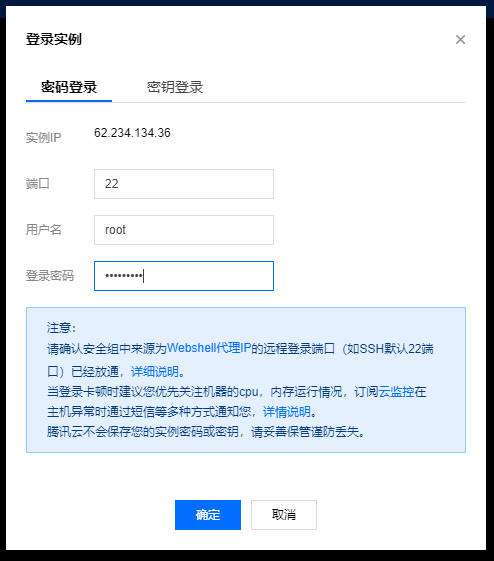 登录实例
密码登录 密钥登录
实例IP 62.234.134.36
端口 22
用户名 root
登录密码 •••••••••
注意：
请确认安全组中来源为Webshell代理IP的远程登录端口（如SSH默认22端
口）已经放通，详细说明。
当登录卡顿时建议您优先关注机器的cpu，内存运行情况，订阅云监控在
主机异常时通过短信等多种方式通知您，详情说明。
腾讯云不会保存您的实例密码或密钥，请妥善保管谨防丢失。
确定 取消